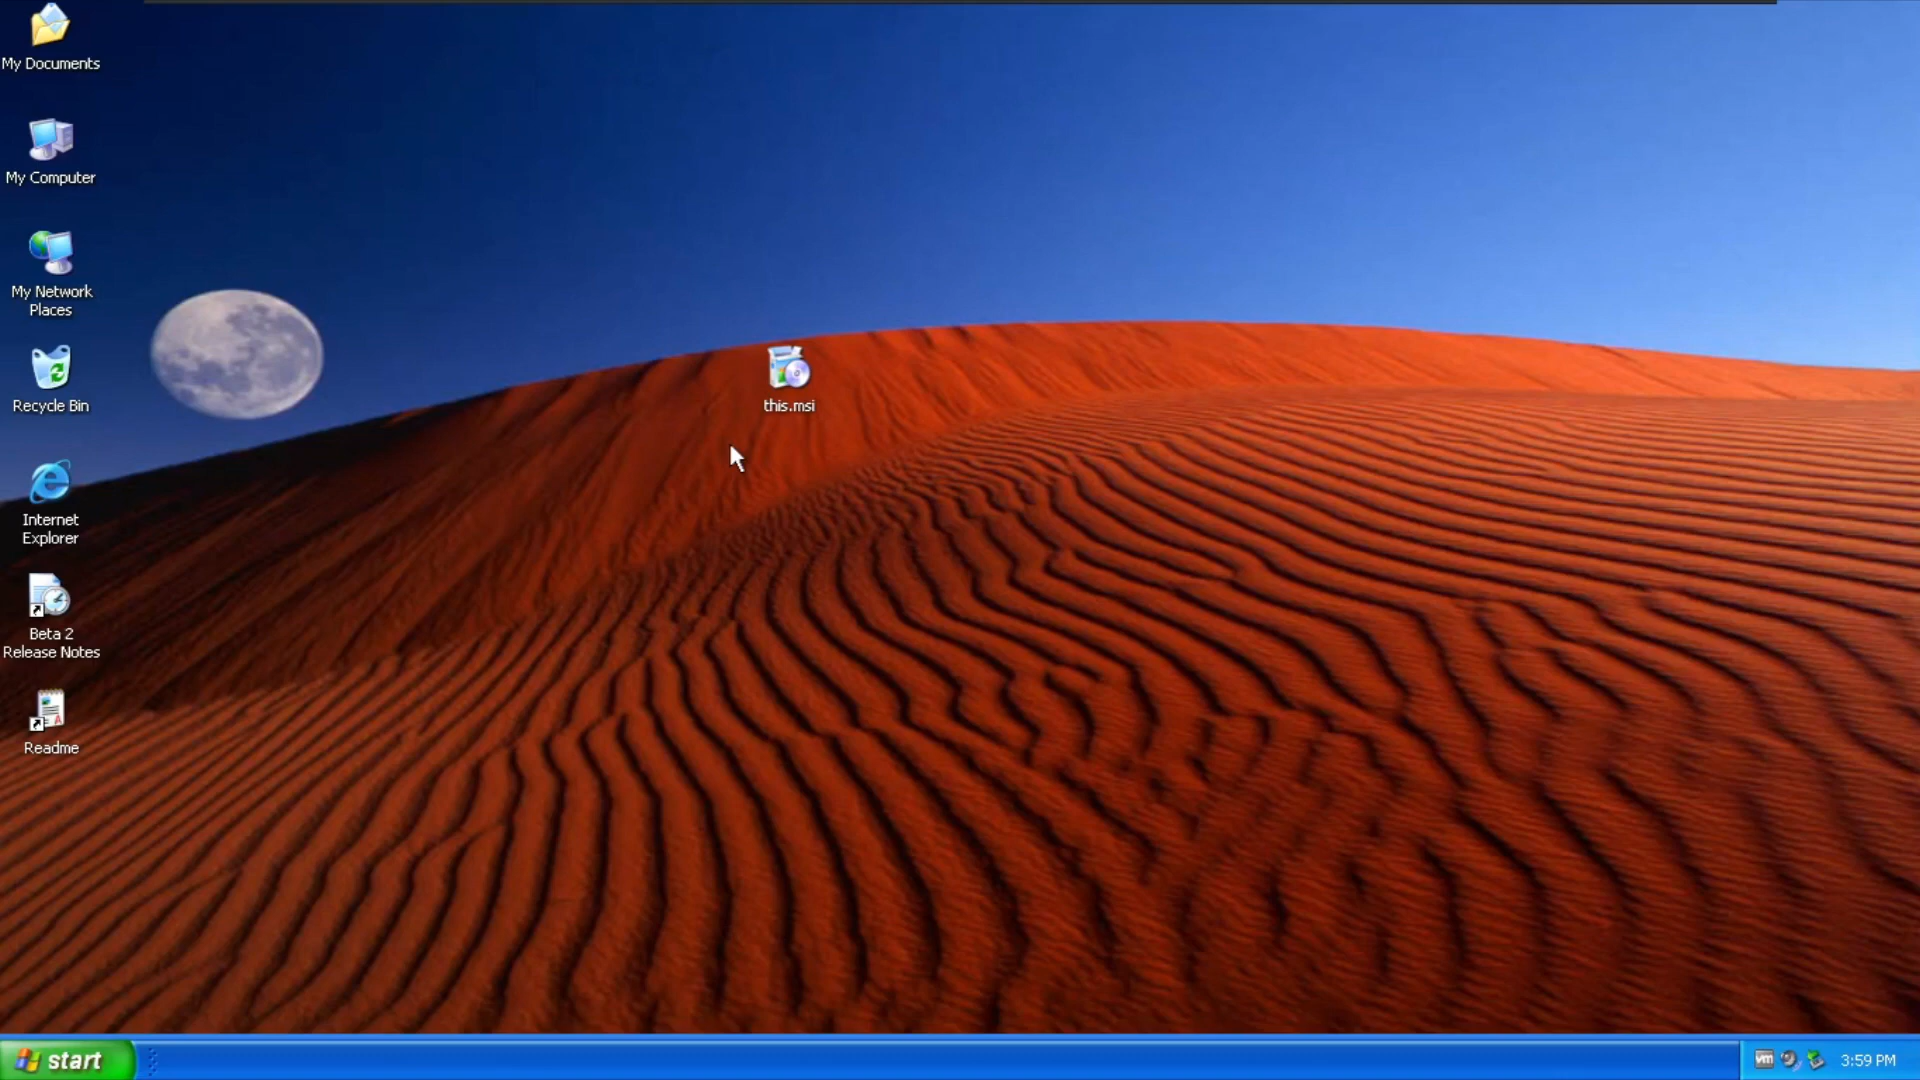 My Documents
My Computer
My Network
Places
Recycle Bin
Internet
Explorer
Beta 2
Release Notes
Readme
this.msi
start
vm
3:59 PM